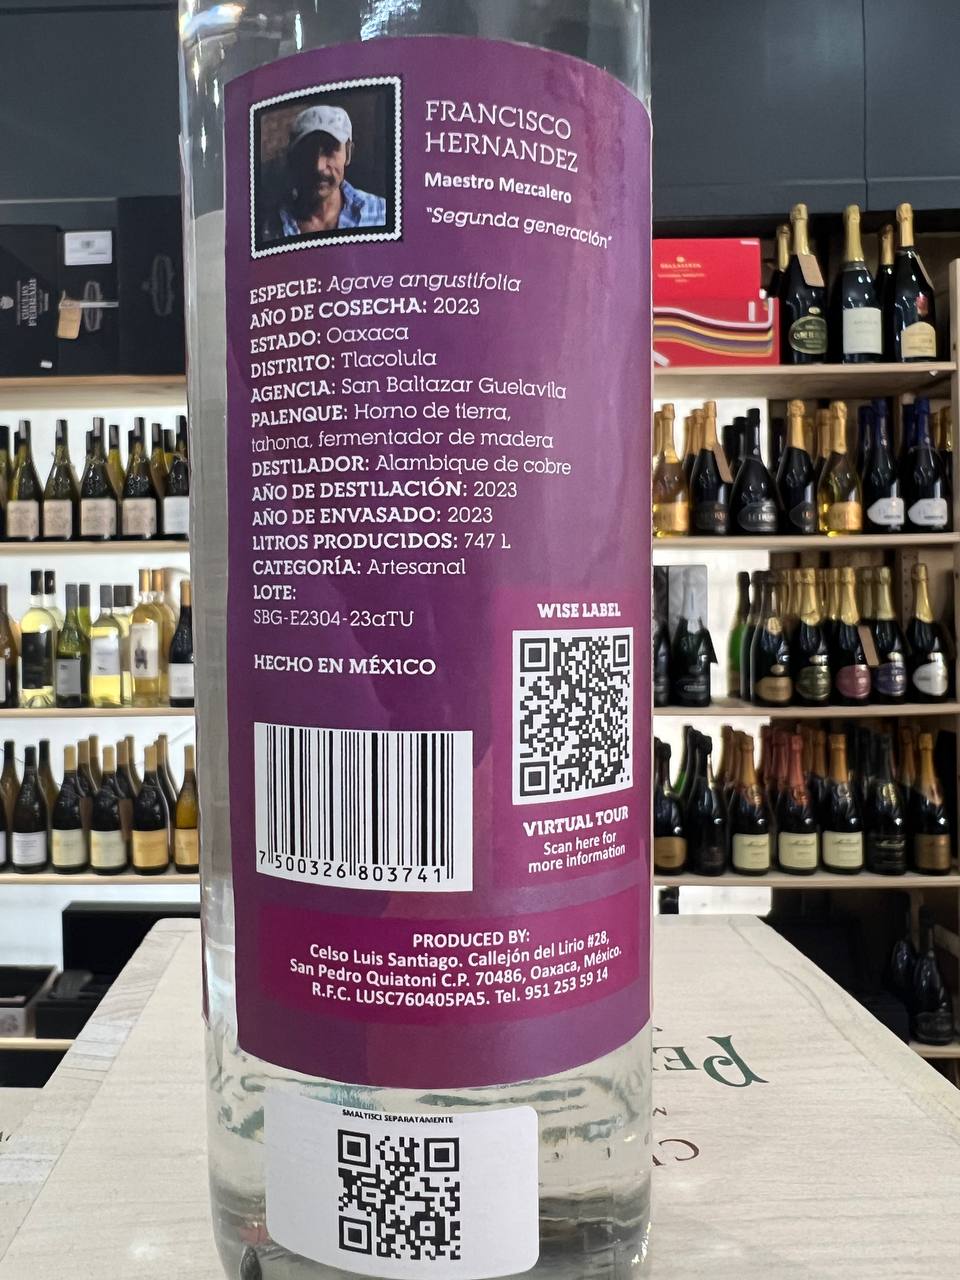 FRANCISCO
HERNANDEZ
Maestro Mezcalero
"Segunda generación"
ESPECIE: Agave angustifolia
AÑO DE COSECHA: 2023
ESTADO: Oaxaca
DISTRITO: Tlacolula
AGENCIA: San Baltazar Guelavila
PALENQUE: Horno de tierra,
tahona, fermentador de madera
DESTILADOR: Alambique de cobre
AÑO DE DESTILACIÓN: 2023
AÑO DE ENVASADO: 2023
LITROS PRODUCIDOS: 747 L
CATEGORÍA: Artesanal
LOTE:
SBG-E2304-23αTU
HECHO EN MÉXICO
WISE LABEL
VIRTUAL TOUR
Scan here for
more information
7 500326 803741
PRODUCED BY:
Celso Luis Santiago. Callejón del Lirio #28,
San Pedro Quiatoni C.P. 70486, Oaxaca, México.
R.F.C. LUSC760405PA5. Tel. 951 253 59 14
SMALTISCI SEPARATAMENTE